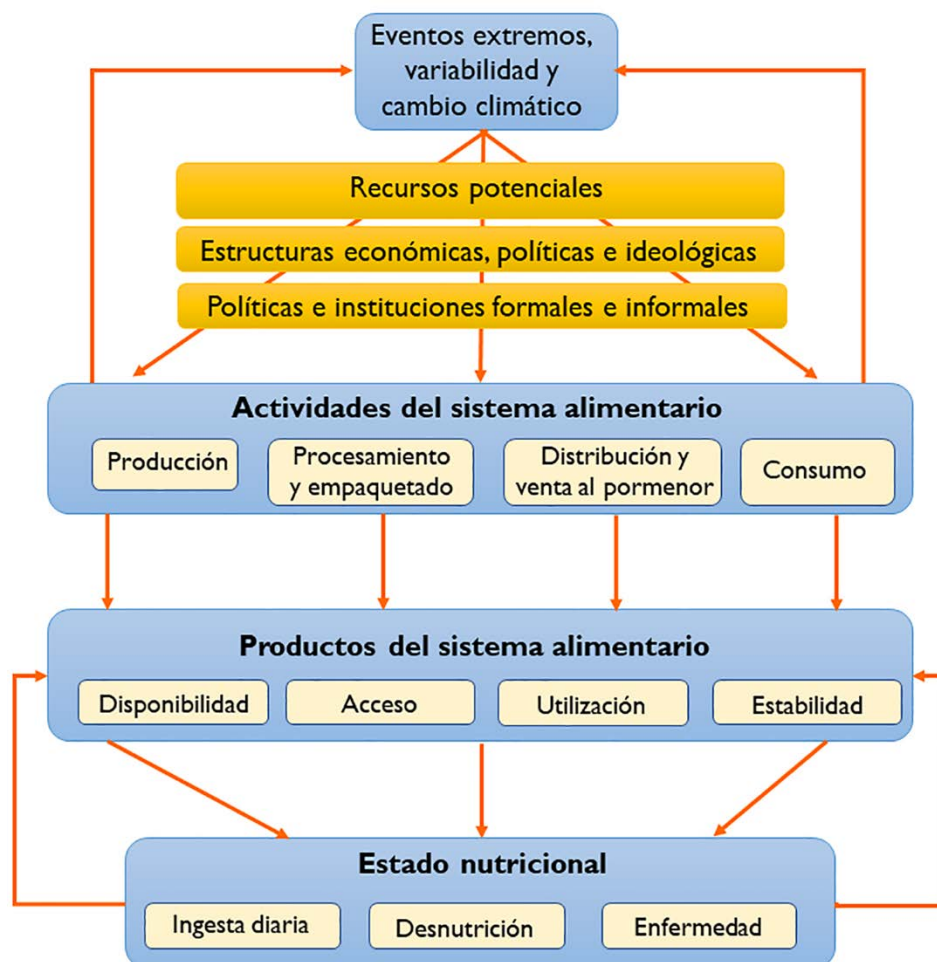 Eventos extremos,
variabilidad y
cambio climático
Recursos potenciales
Estructuras económicas, políticas e ideológicas
Políticas e instituciones formales e informales
Actividades del sistema alimentario
Producción
Procesamiento
y empaquetado
Distribución y
venta al pormenor
Consumo
Productos del sistema alimentario
Disponibilidad
Acceso
Utilización
Estabilidad
Estado nutricional
Ingesta diaria
Desnutrición
Enfermedad